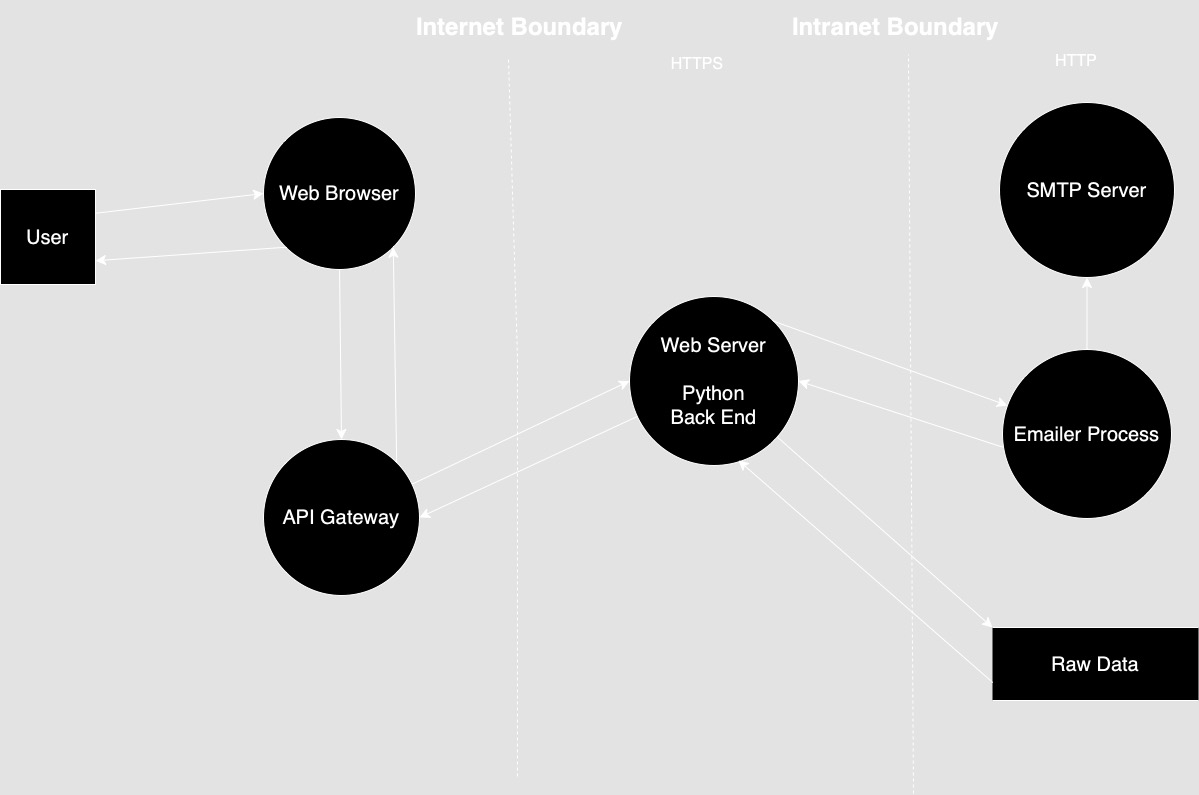 Internet Boundary
Intranet Boundary
HTTPS
HTTP
Web Browser
SMTP Server
User
Web Server
Python
Back End
Emailer Process
API Gateway
Raw Data